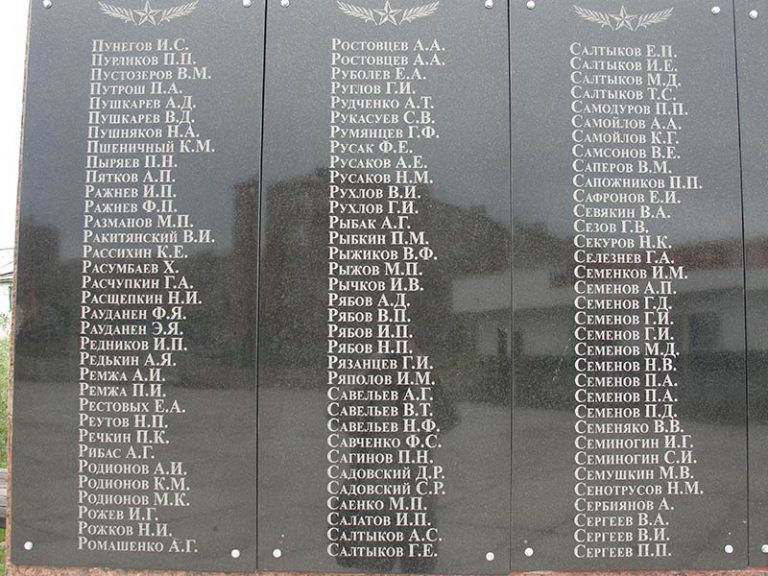 Пунегов И.С.
Пурликов П.П.
Пустозеров В.М.
Путрош П.А.
Пушкарев А.Д.
Пушкарев В.Д.
Пушняков Н.А.
Пшеничный К.М.
Пыряев П.Н.
Пятков А.П.
Ражнев И.П.
Ражнев Ф.П.
Разманов М.П.
Ракитянский В.И.
Рассихин К.Е.
Расумбаев Х.
Расчупкин Г.А.
Расщепкин Н.И.
Рауданен Ф.Я.
Рауданен Э.Я.
Редников И.П.
Редькин А.Я.
Ремжа А.И.
Ремжа П.И.
Рестовых Е.А.
Реутов Н.П.
Речкин П.К.
Рибас А.Г.
Родионов А.И.
Родионов К.М.
Родионов М.К.
Рожев И.Г.
Рожков Н.И.
Ромашенко А.Г.
Ростовцев А.А.
Ростовцев А.А.
Руболев Е.А.
Руглов Г.И.
Рудченко А.Т.
Рукасуев С.В.
Румянцев Г.Ф.
Русак Ф.Е.
Русаков А.Е.
Русаков Н.М.
Рухлов В.И.
Рухлов Г.И.
Рыбак А.Г.
Рыбкин П.М.
Рыжиков В.Ф.
Рыжов М.П.
Рычков И.В.
Рябов А.Д.
Рябов В.П.
Рябов И.П.
Рябов Н.П.
Рязанцев Г.И.
Ряполов И.М.
Савельев А.Г.
Савельев В.Т.
Савельев Н.Ф.
Савченко Ф.С.
Сагинов П.Н.
Садовский Д.Р.
Садовский С.Р.
Саенко М.П.
Салатов И.П.
Салтыков А.С.
Салтыков Г.Е.
Салтыков Е.П.
Салтыков И.Е.
Салтыков М.Д.
Салтыков Т.С.
Самодуров П.П.
Самойлов А.А.
Самойлов К.Г.
Самсонов В.Е.
Саперов В.М.
Сапожников П.П.
Сафронов Е.И.
Севякин В.А.
Сезов Г.В.
Секуров Н.К.
Селезнев Г.А.
Семенков И.М.
Семенов А.П.
Семенов Г.Д.
Семенов Г.И.
Семенов Г.И.
Семенов М.Д.
Семенов Н.В.
Семенов П.А.
Семенов П.А.
Семенов П.Д.
Семеняко В.В.
Семиногин И.Г.
Семиногин С.И.
Семушкин М.В.
Сенотрусов Н.М.
Сербиянов А.
Сергеев В.А.
Сергеев В.И.
Сергеев П.П.